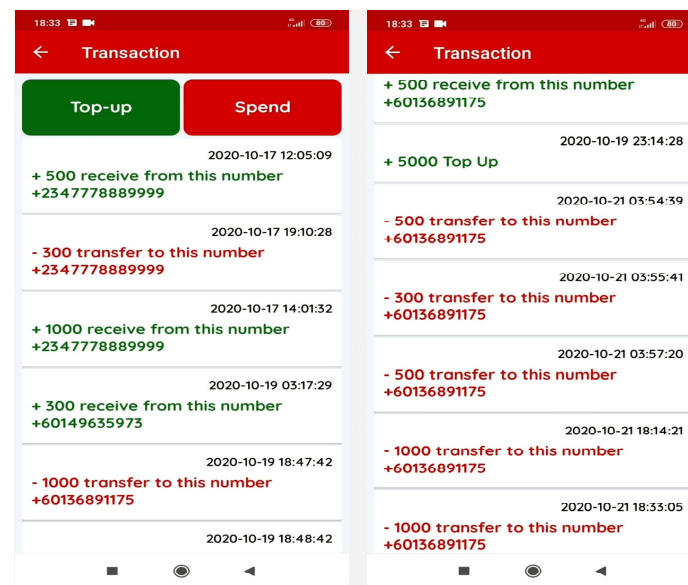 18:33
4G
80
Transaction
Top-up
Spend
2020-10-17 12:05:09
+ 500 receive from this number
+2347778889999
2020-10-17 19:10:28
- 300 transfer to this number
+2347778889999
2020-10-17 14:01:32
+ 1000 receive from this number
+2347778889999
2020-10-19 03:17:29
+ 300 receive from this number
+60149635973
2020-10-19 18:47:42
- 1000 transfer to this number
+60136891175
2020-10-19 18:48:42
18:33
4G
80
Transaction
+ 500 receive from this number
+60136891175
2020-10-19 23:14:28
+ 5000 Top Up
2020-10-21 03:54:39
- 500 transfer to this number
+60136891175
2020-10-21 03:55:41
- 300 transfer to this number
+60136891175
2020-10-21 03:57:20
- 500 transfer to this number
+60136891175
2020-10-21 18:14:21
- 1000 transfer to this number
+60136891175
2020-10-21 18:33:05
- 1000 transfer to this number
+60136891175